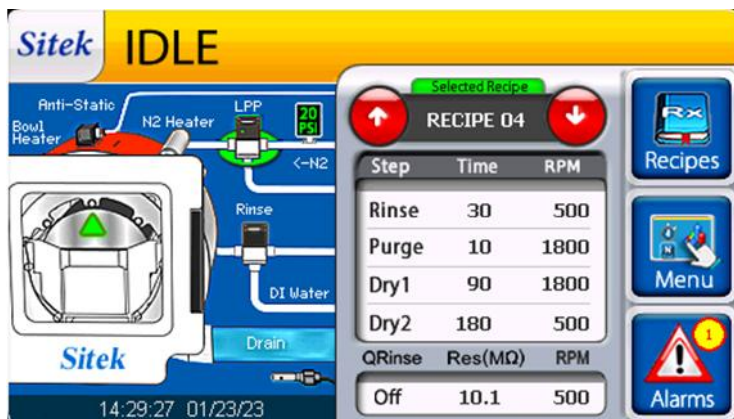 Sitek IDLE
Anti-Static
Bowl Heater
N2 Heater
LPP
20 PSI
<-N2
Rinse
DI Water
Drain
Sitek
14:29:27 01/23/23
Selected Recipe
RECIPE 04
Step Time RPM
Rinse 30 500
Purge 10 1800
Dry1 90 1800
Dry2 180 500
QRinse Res(MΩ) RPM
Off 10.1 500
Rx
Recipes
N
Menu
1
Alarms